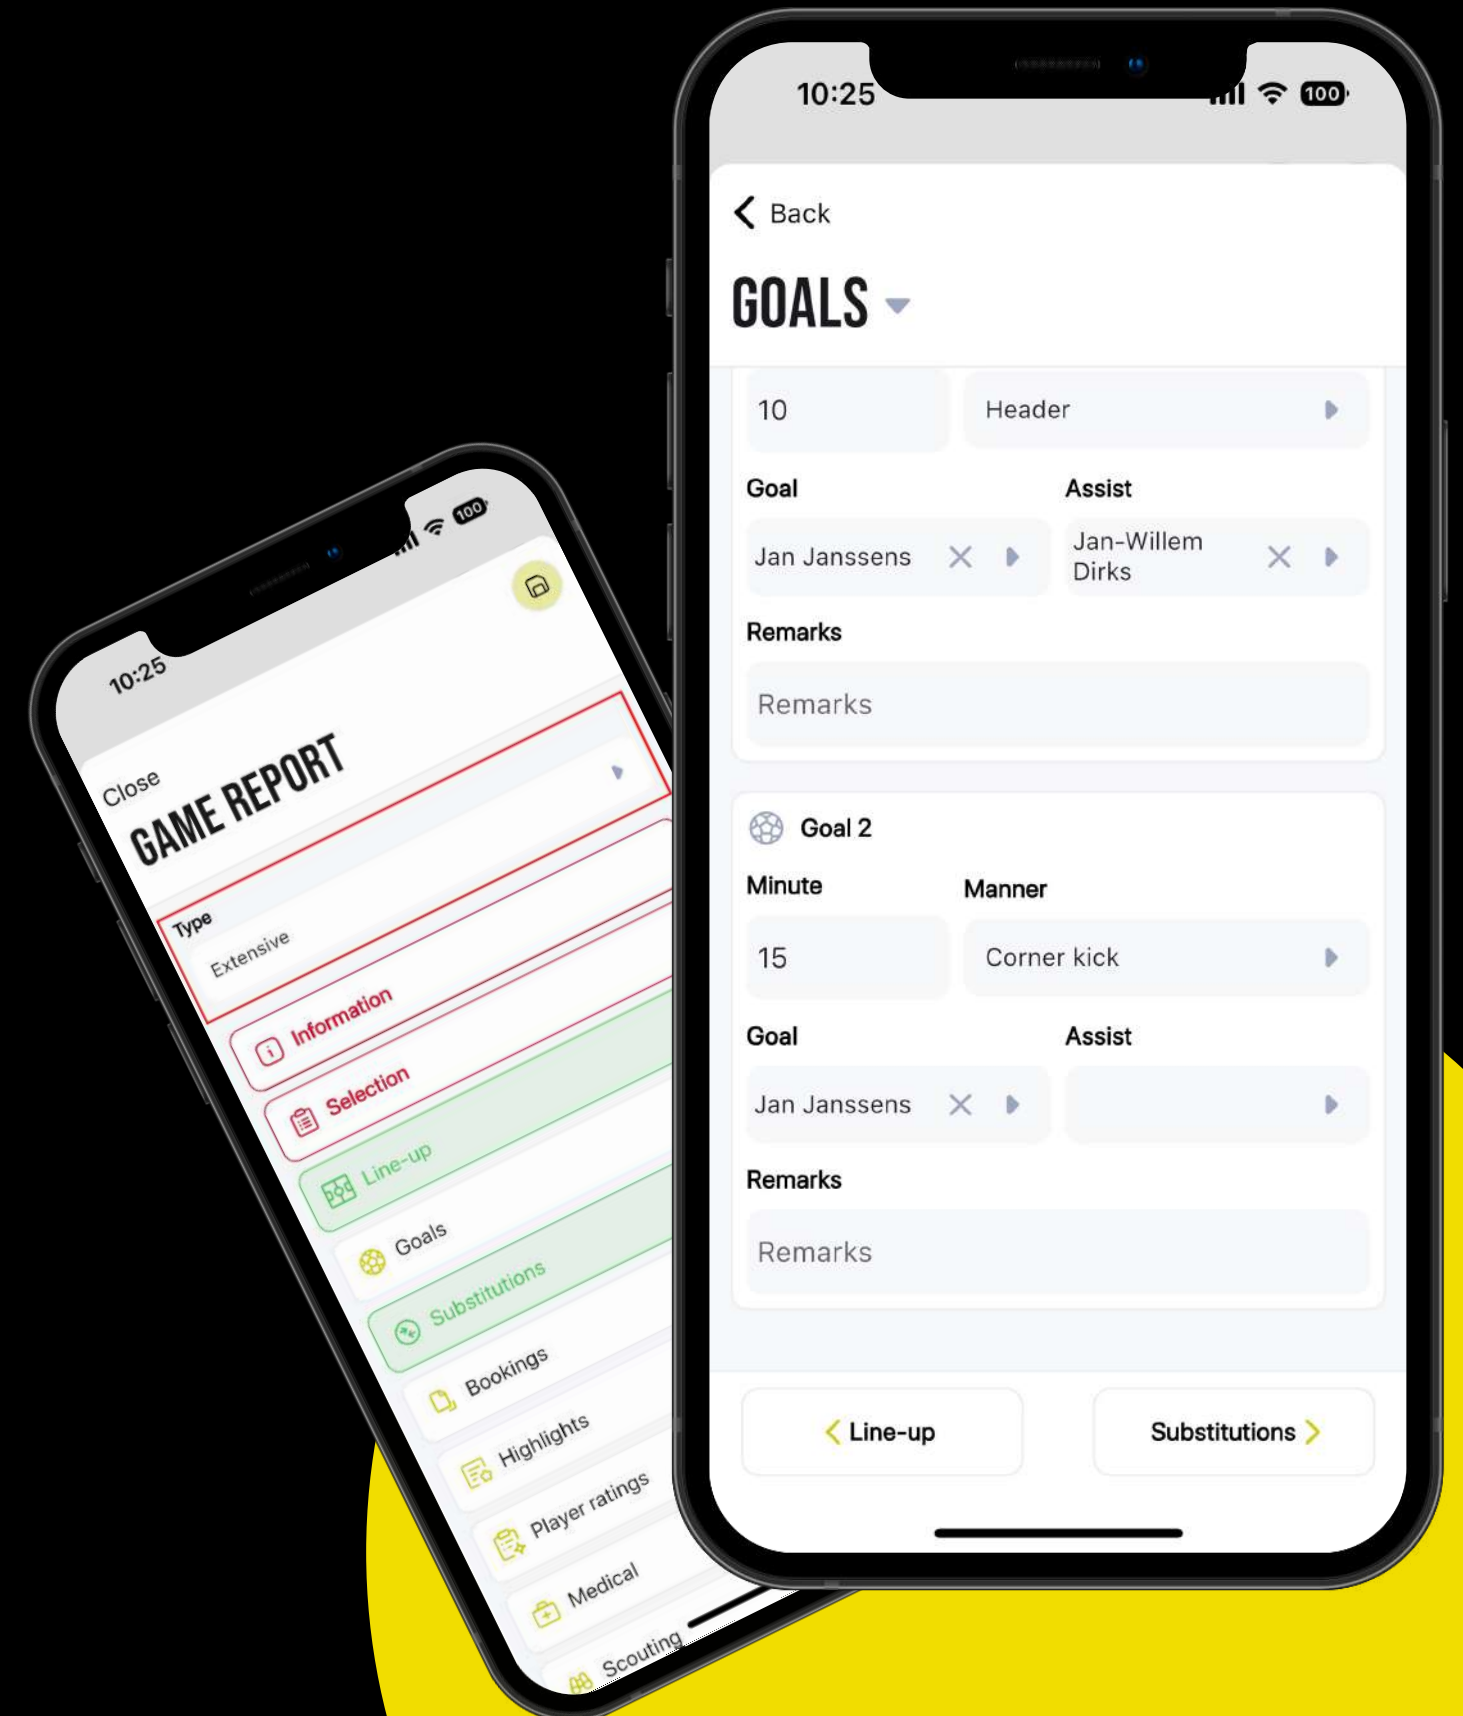 10:25
100
Close
GAME REPORT
Type
Extensive
Information
Selection
Line-up
Goals
Substitutions
Bookings
Highlights
Player ratings
Medical
Scouting
10:25
100
Back
GOALS
10
Header
Goal
Assist
Jan Janssens
Jan-Willem
Dirks
Remarks
Remarks
Goal 2
Minute
Manner
15
Corner kick
Goal
Assist
Jan Janssens
Remarks
Remarks
Line-up
Substitutions